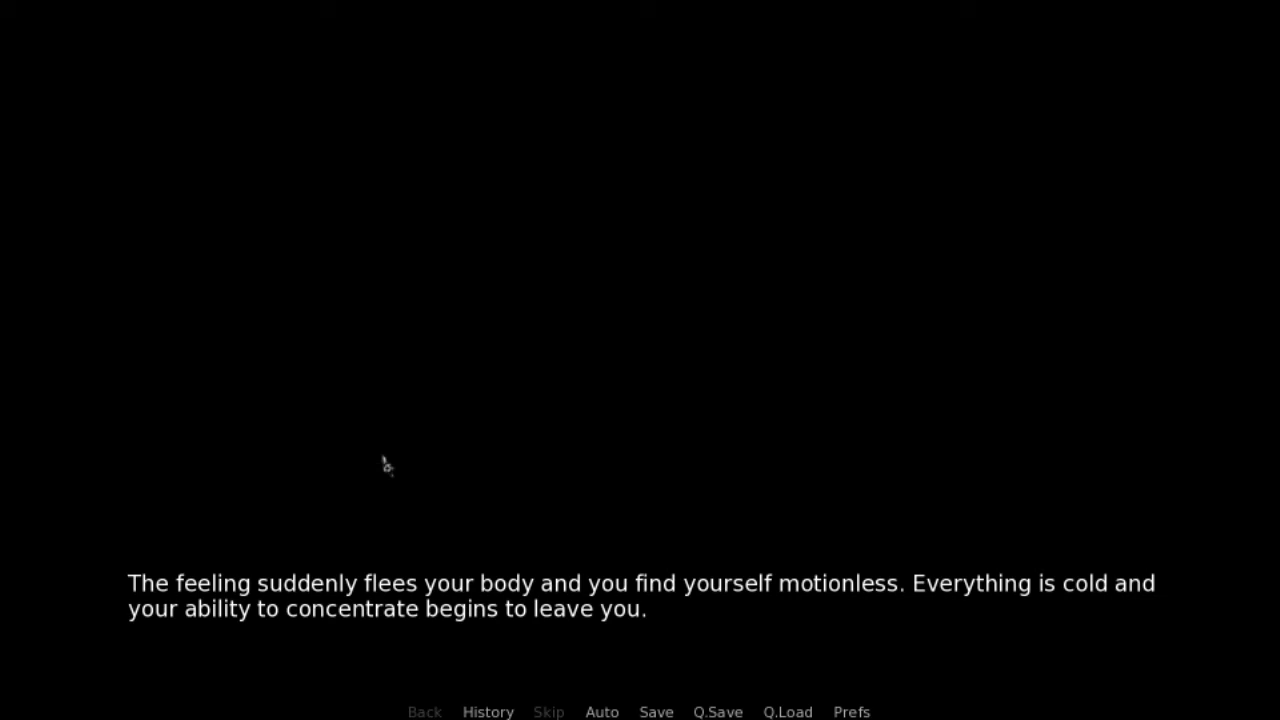 The feeling suddenly flees your body and you find yourself motionless. Everything is cold and
your ability to concentrate begins to leave you.
Back History Skip Auto Save Q.Save Q.Load Prefs